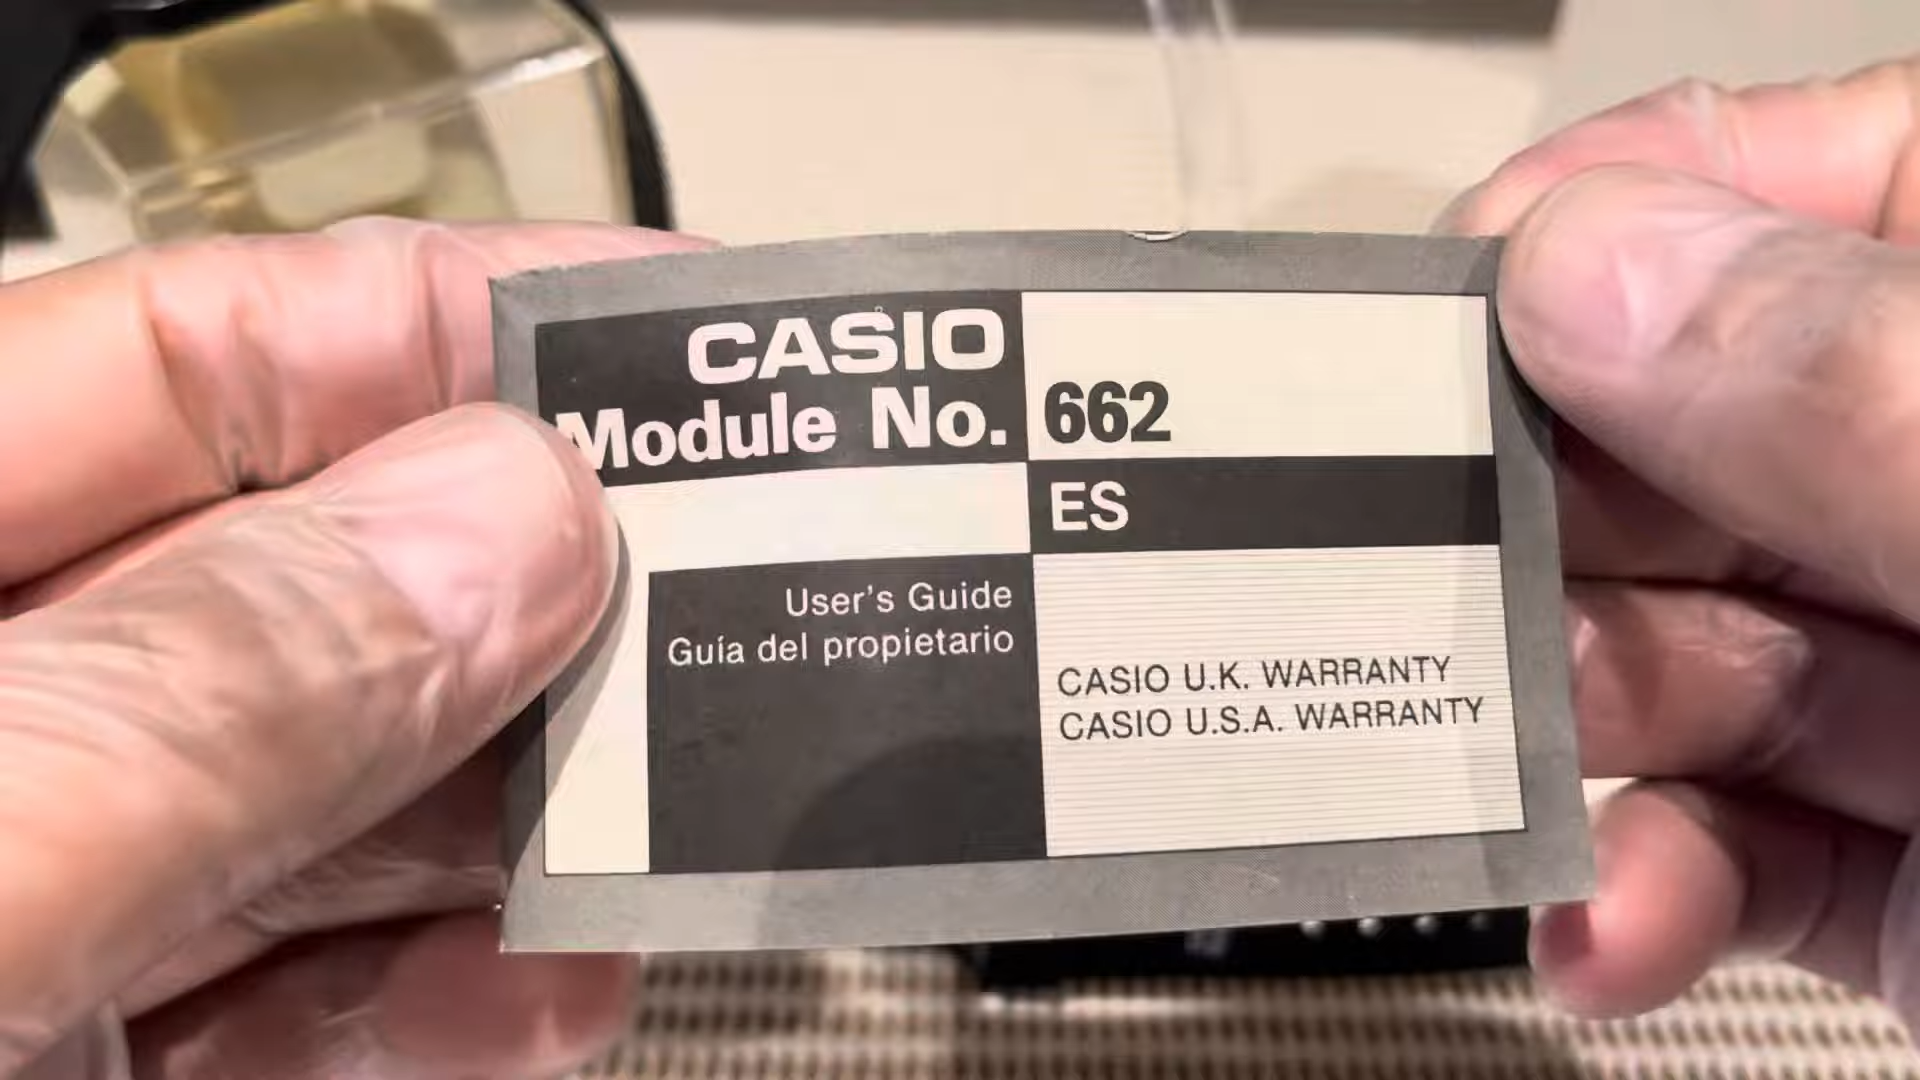 CASIO
Module No. 662
ES
User's Guide
Guía del propietario
CASIO U.K. WARRANTY
CASIO U.S.A. WARRANTY